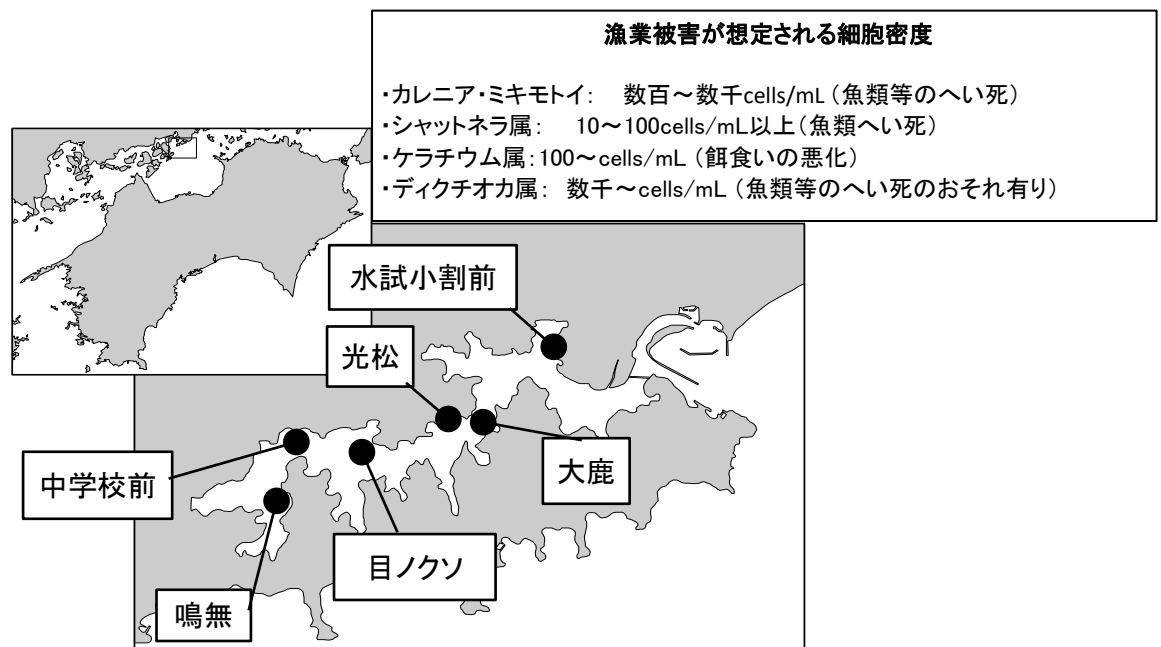 漁業被害が想定される細胞密度
・カレニア・ミキモトイ: 数百～数千cells/mL (魚類等のへい死)
・シャットネラ属: 10～100cells/mL以上(魚類へい死)
・ケラチウム属:100～cells/mL (餌食いの悪化)
・ディクチオカ属: 数千～cells/mL (魚類等のへい死のおそれ有り)
水試小割前
光松
中学校前
大鹿
目ノクソ
鳴無